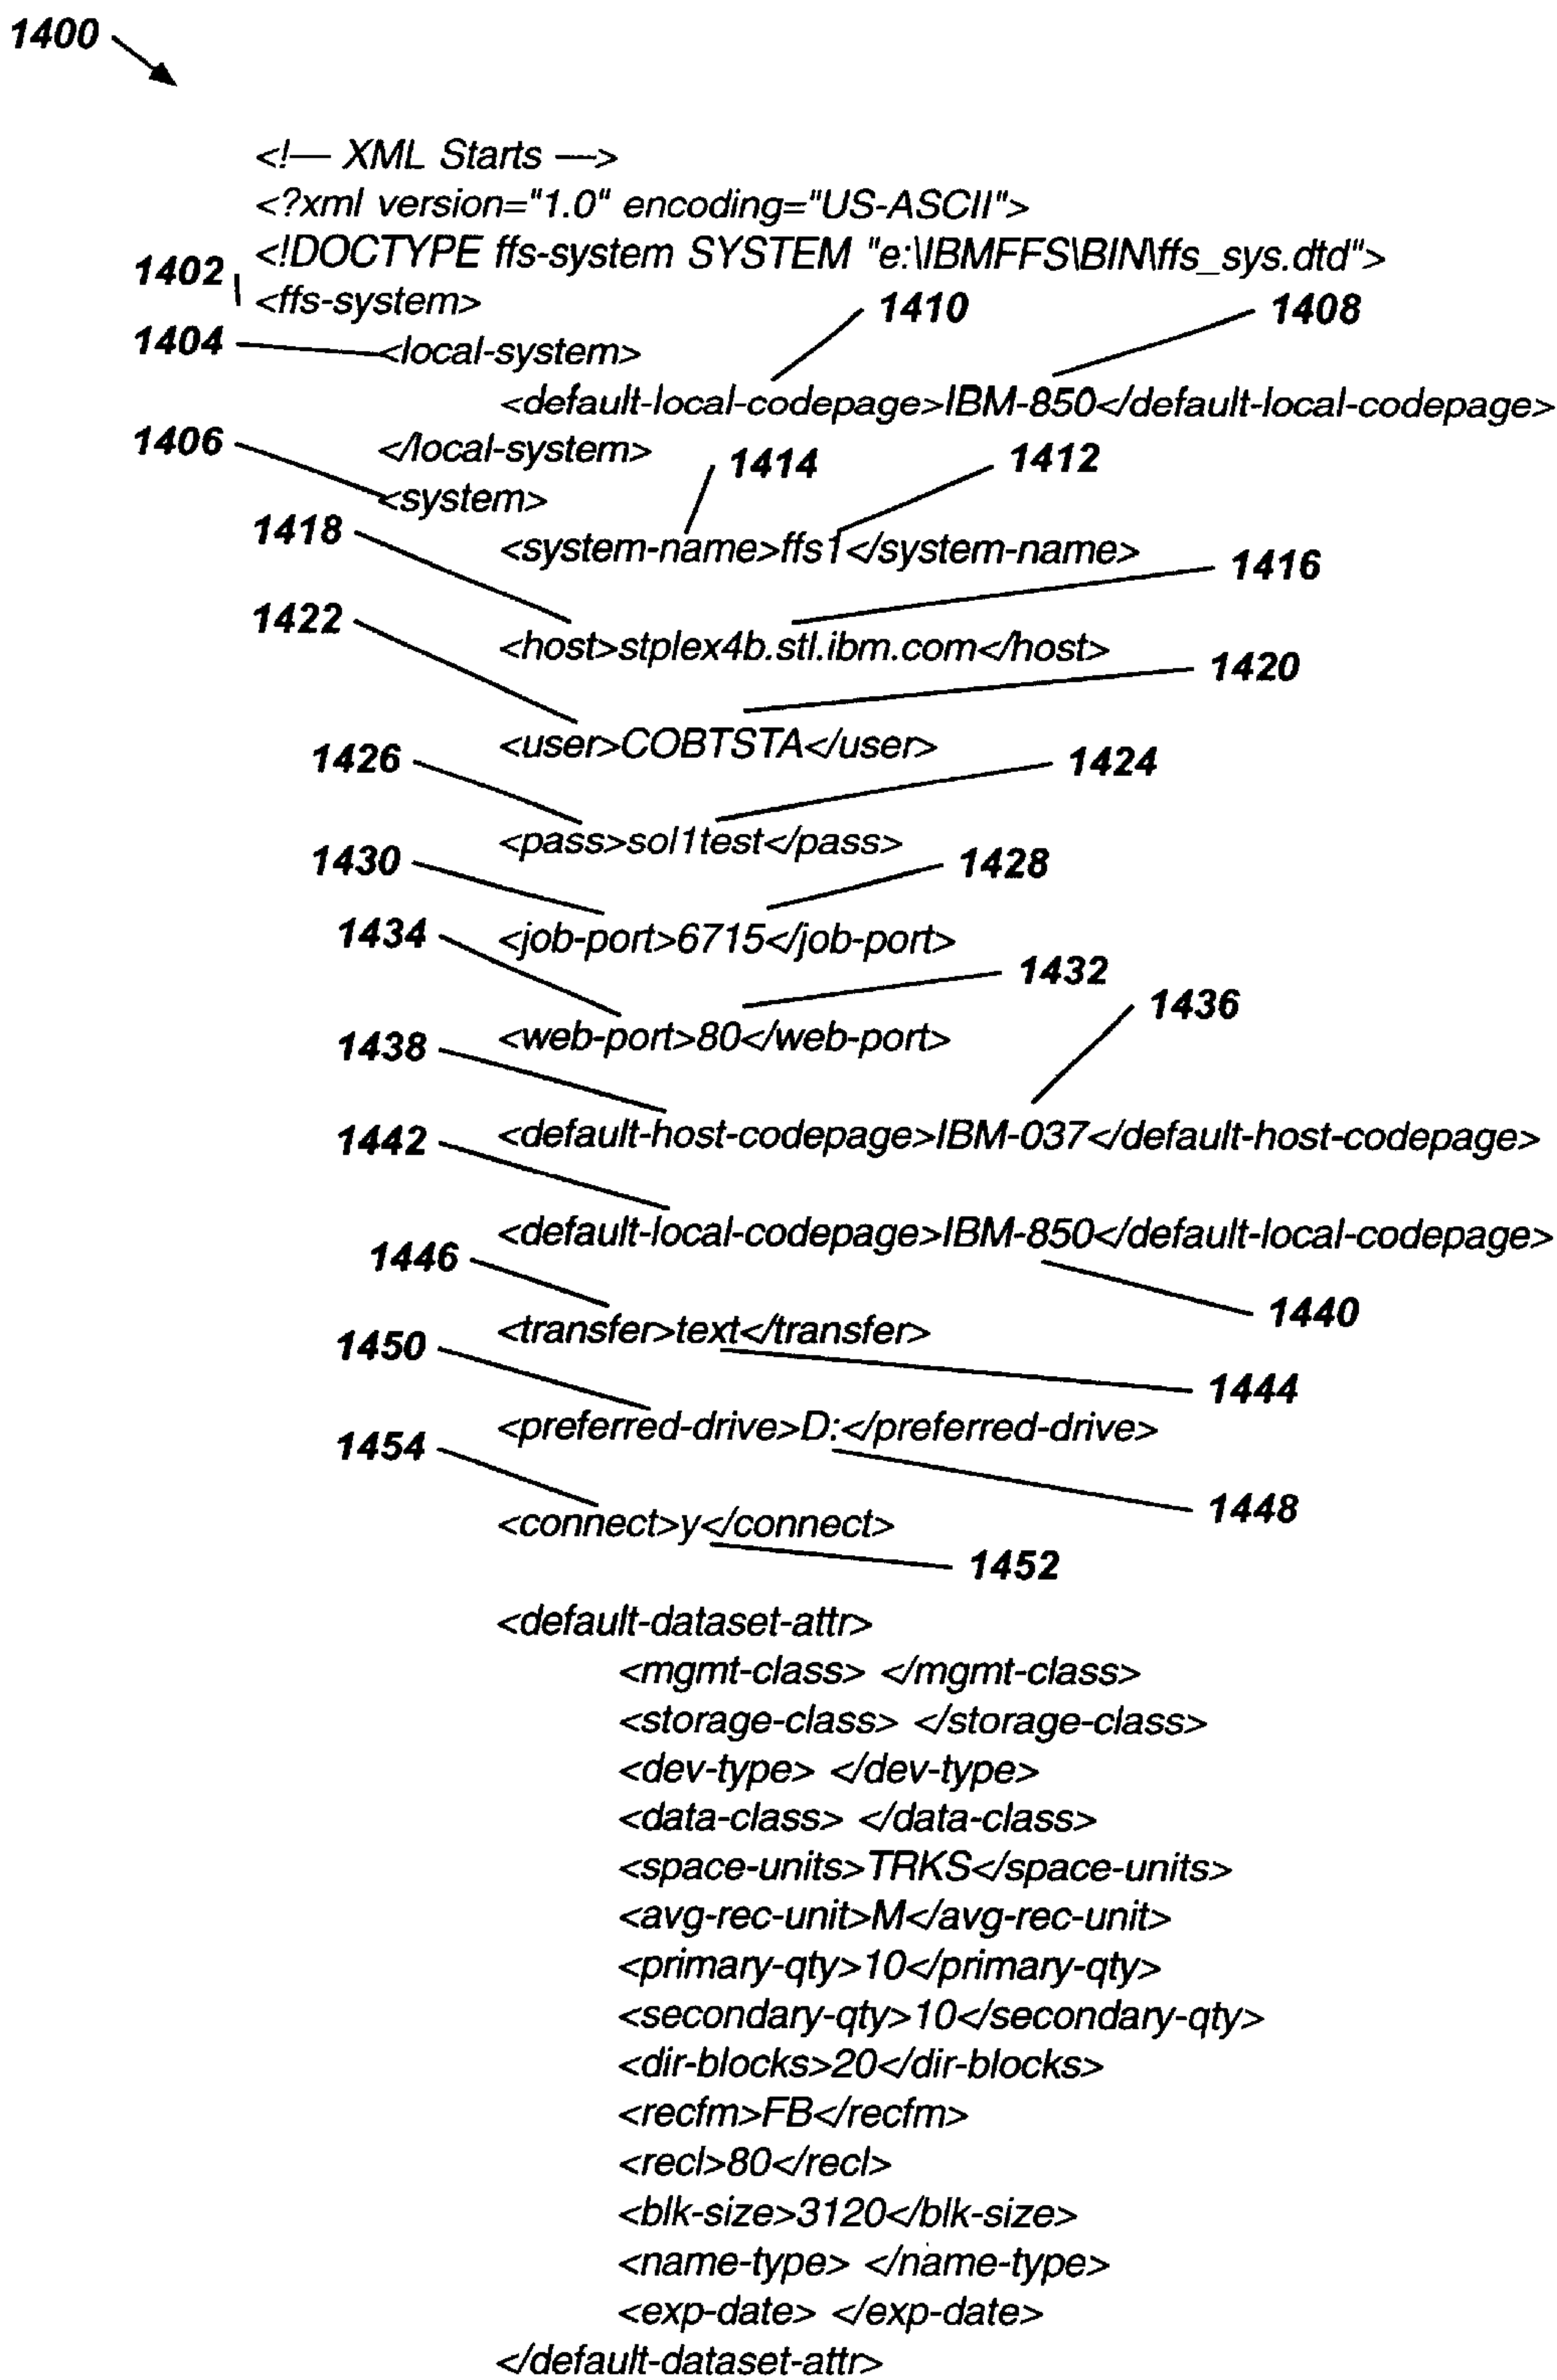 1400
<!— XML Starts —>
<?xml version="1.0" encoding="US-ASCII">
<!DOCTYPE ffs-system SYSTEM "e:\IBMFFS\BIN\ffs_sys.dtd">
1402
<ffs-system>
1410
1408
1404
<local-system>
<default-local-codepage>IBM-850</default-local-codepage>
1406
</local-system>
1414
1412
<system>
1418
<system-name>ffs1</system-name>
1416
1422
<host>stplex4b.stl.ibm.com</host>
1420
<user>COBTSTA</user>
1426
1424
<pass>sol1test</pass>
1430
1428
1434
<job-port>6715</job-port>
1432
1436
<web-port>80</web-port>
1438
<default-host-codepage>IBM-037</default-host-codepage>
1442
<default-local-codepage>IBM-850</default-local-codepage>
1446
1440
<transfer>text</transfer>
1450
1444
<preferred-drive>D:</preferred-drive>
1454
1448
<connect>y</connect>
1452
<default-dataset-attr>
<mgmt-class> </mgmt-class>
<storage-class> </storage-class>
<dev-type> </dev-type>
<data-class> </data-class>
<space-units>TRKS</space-units>
<avg-rec-unit>M</avg-rec-unit>
<primary-qty>10</primary-qty>
<secondary-qty>10</secondary-qty>
<dir-blocks>20</dir-blocks>
<recfm>FB</recfm>
<recl>80</recl>
<blk-size>3120</blk-size>
<name-type> </name-type>
<exp-date> </exp-date>
</default-dataset-attr>